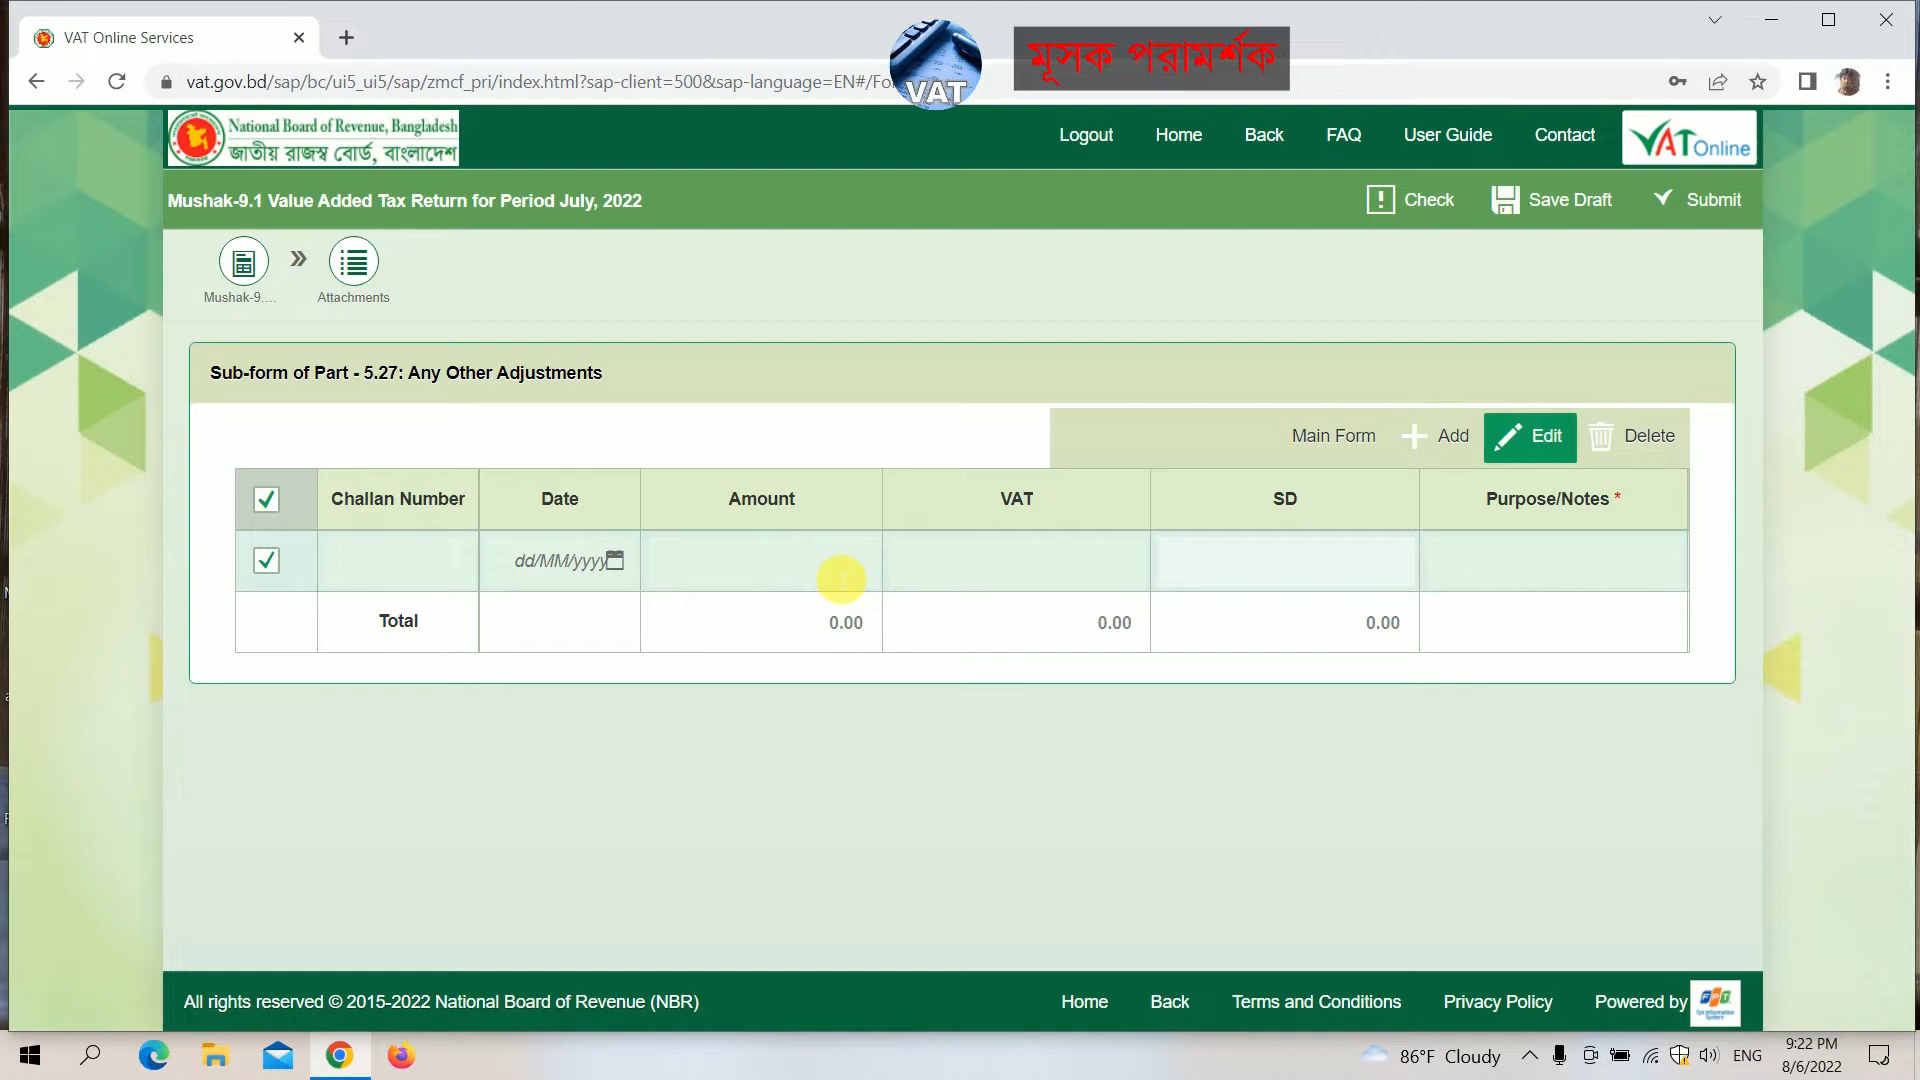 VAT Online Services
vat.gov.bd/sap/bc/ui5_ui5/sap/zmcf_pri/index.html?sap-client=500&sap-language=EN#/Fo
VAT
মূসক পরামর্শক
National Board of Revenue, Bangladesh
জাতীয় রাজস্ব বোর্ড, বাংলাদেশ
Logout Home Back FAQ User Guide Contact
VAT Online
Mushak-9.1 Value Added Tax Return for Period July, 2022
Check Save Draft Submit
Mushak-9.... Attachments
Sub-form of Part - 5.27: Any Other Adjustments
Main Form Add Edit Delete
Challan Number Date Amount VAT SD Purpose/Notes *
dd/MM/yyyy
Total 0.00 0.00 0.00
All rights reserved © 2015-2022 National Board of Revenue (NBR)
Home Back Terms and Conditions Privacy Policy Powered by
FPT
86°F Cloudy ENG
9:22 PM
8/6/2022